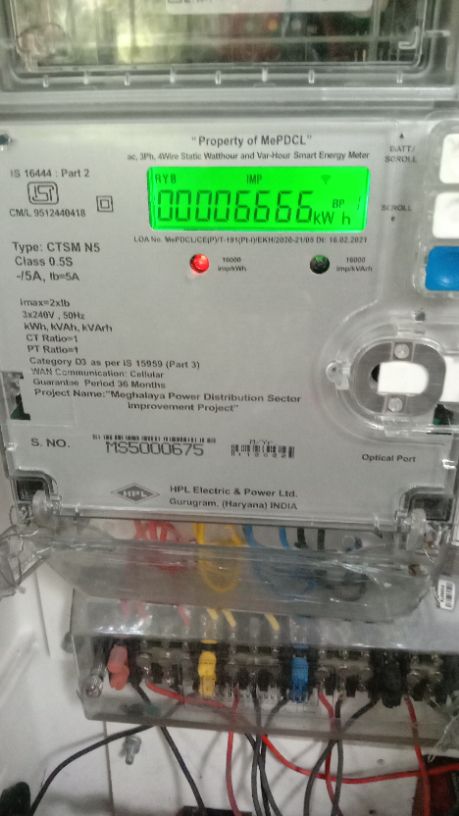 "Property of MePDCL"
ac, 3Ph, 4Wire Static Watthour and Var-Hour Smart Energy Meter
BATT/
SCROLL
IS 16444 : Part 2
ISI
CM/L 9512440418
RYB IMP
00006666 kW h
BP
SCROLL
LOA No. MePDCL/CE(P)/T-191(Pt-I)/EKH/2020-21/05 Dt: 16.02.2021
Type: CTSM N5
Class 0.5S
-/5A, Ib=5A
16000
imp/kWh
16000
imp/kVArh
Imax=2xIb
3x240V , 50Hz
kWh, kVAh, kVArh
CT Ratio=1
PT Ratio=1
Category D3 as per IS 15959 (Part 3)
WAN Communication: Cellular
Guarantee Period 36 Months
Project Name:"Meghalaya Power Distribution Sector
Improvement Project"
S. NO.
MS5000675
M/Yr
Optical Port
HPL
HPL Electric & Power Ltd.
Gurugram, (Haryana) INDIA